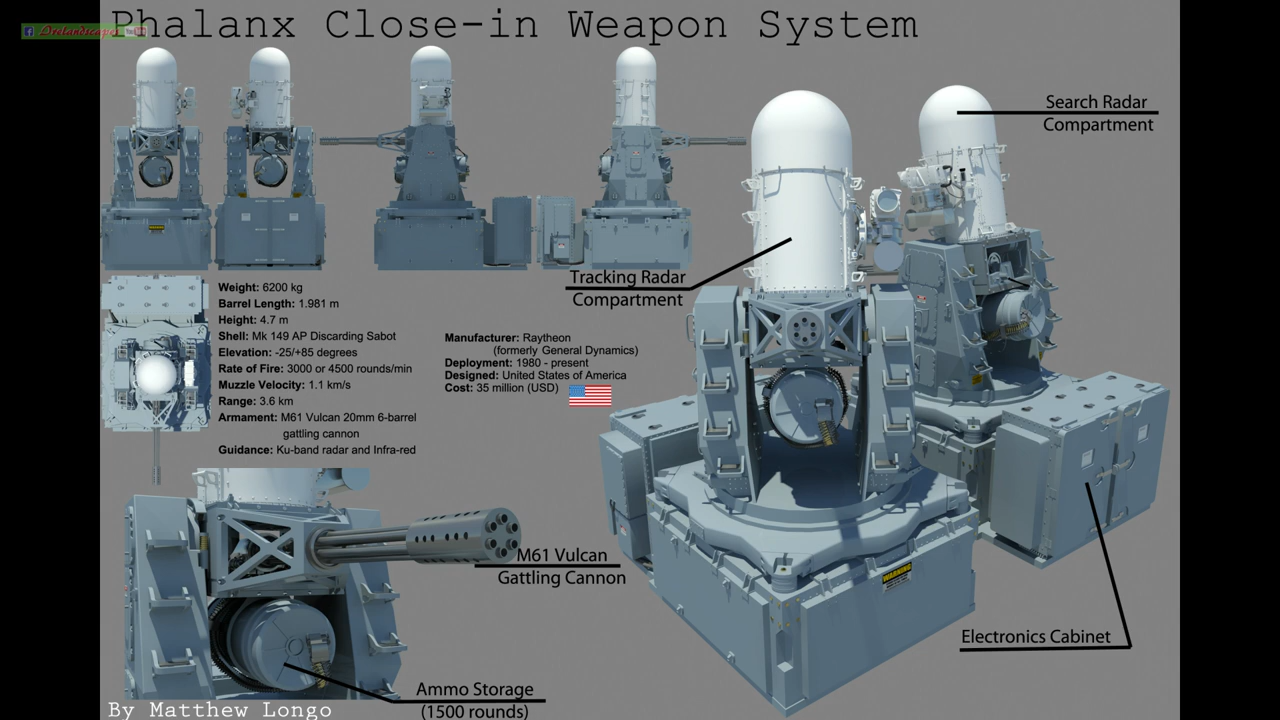 Phalanx Close-in Weapon System
Irelandscapes
Search Radar
Compartment
Tracking Radar
Compartment
Weight: 6200 kg
Barrel Length: 1.981 m
Height: 4.7 m
Shell: Mk 149 AP Discarding Sabot
Elevation: -25/+85 degrees
Rate of Fire: 3000 or 4500 rounds/min
Muzzle Velocity: 1.1 km/s
Range: 3.6 km
Armament: M61 Vulcan 20mm 6-barrel
gattling cannon
Guidance: Ku-band radar and Infra-red
Manufacturer: Raytheon
(formerly General Dynamics)
Deployment: 1980 - present
Designed: United States of America
Cost: 35 million (USD)
M61 Vulcan
Gattling Cannon
WARNING
Electronics Cabinet
Ammo Storage
(1500 rounds)
By Matthew Longo